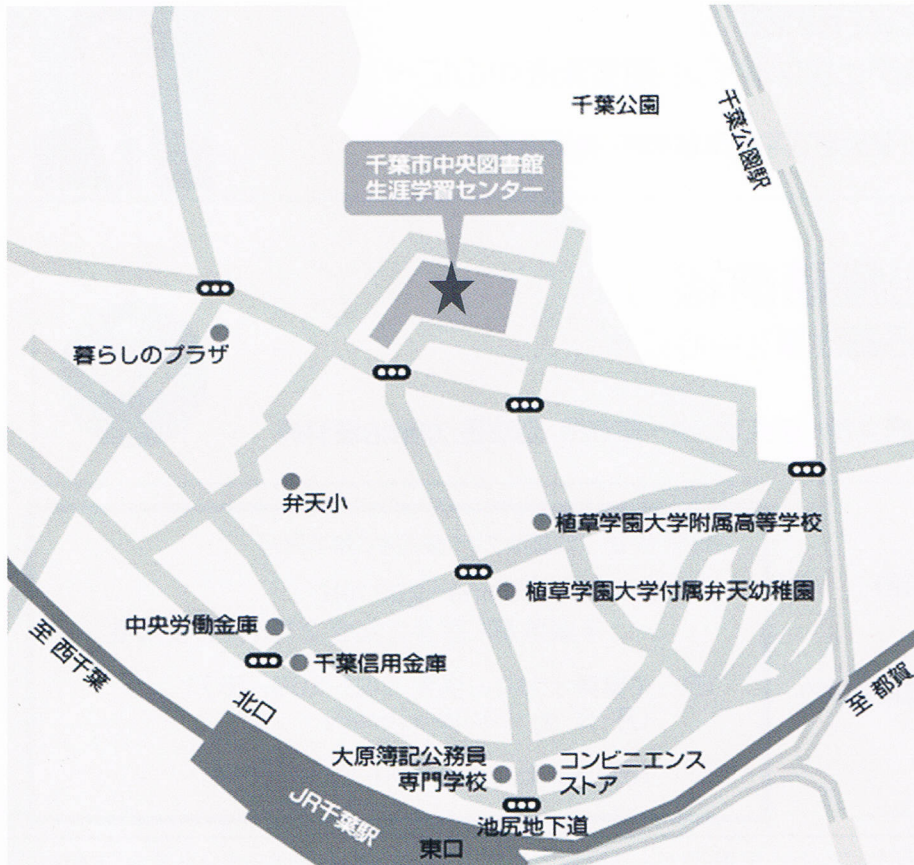 千葉公園
千葉公園駅
千葉市中央図書館
生涯学習センター
暮らしのプラザ
弁天小
植草学園大学附属高等学校
植草学園大学付属弁天幼稚園
中央労働金庫
千葉信用金庫
至 西千葉
北口
至 都賀
大原簿記公務員
専門学校
コンビニエンス
ストア
JR千葉駅
池尻地下道
東口